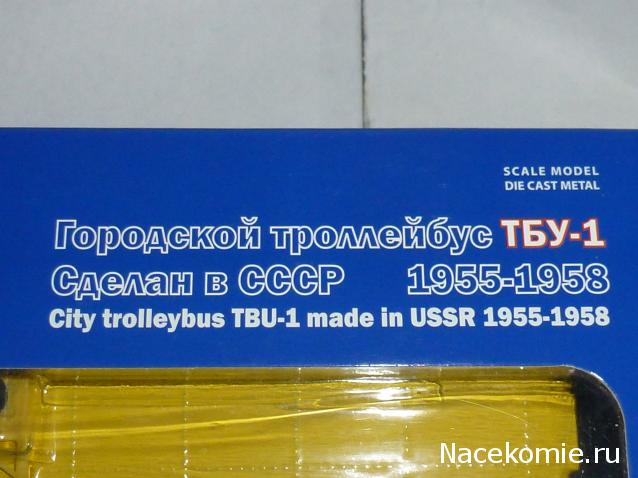 SCALE MODEL
DIE CAST METAL
Городской троллейбус ТБУ-1
Сделан в СССР 1955-1958
City trolleybus TBU-1 made in USSR 1955-1958
Nacekomie.ru